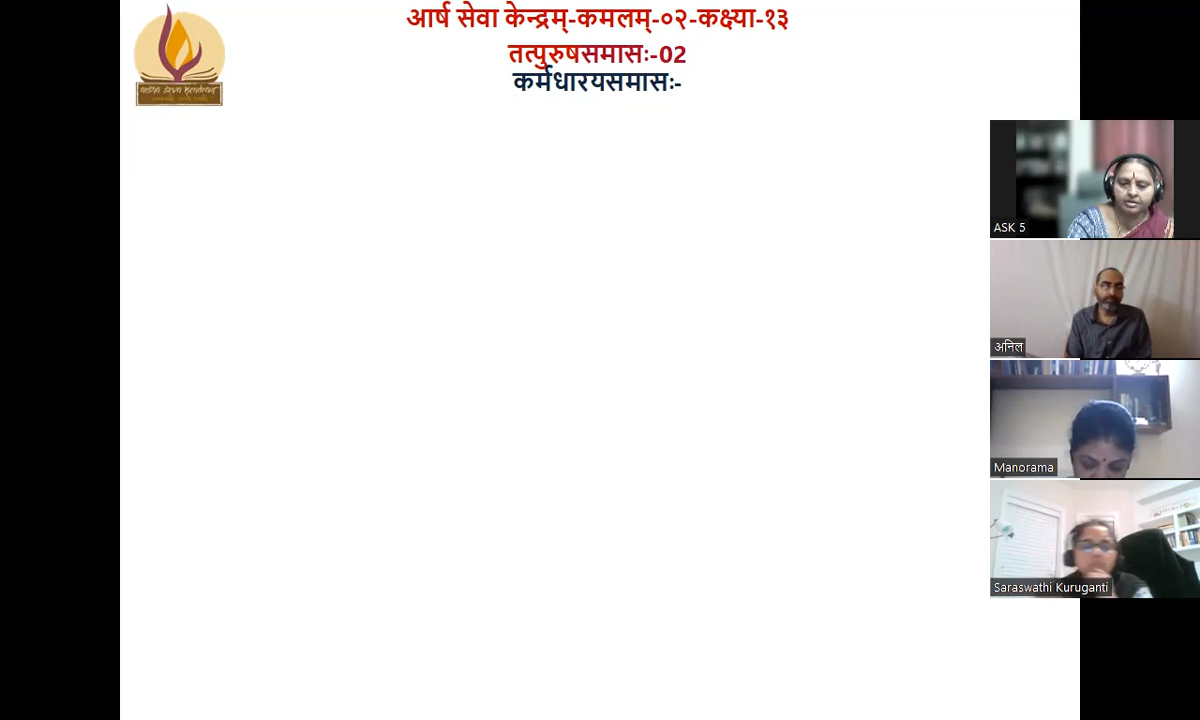 आर्ष सेवा केन्द्रम्-कमलम्-०२-कक्ष्या-१३
तत्पुरुषसमासः-02
कर्मधारयसमासः-
ASK 5
अनिल
Manorama
Saraswathi Kuruganti